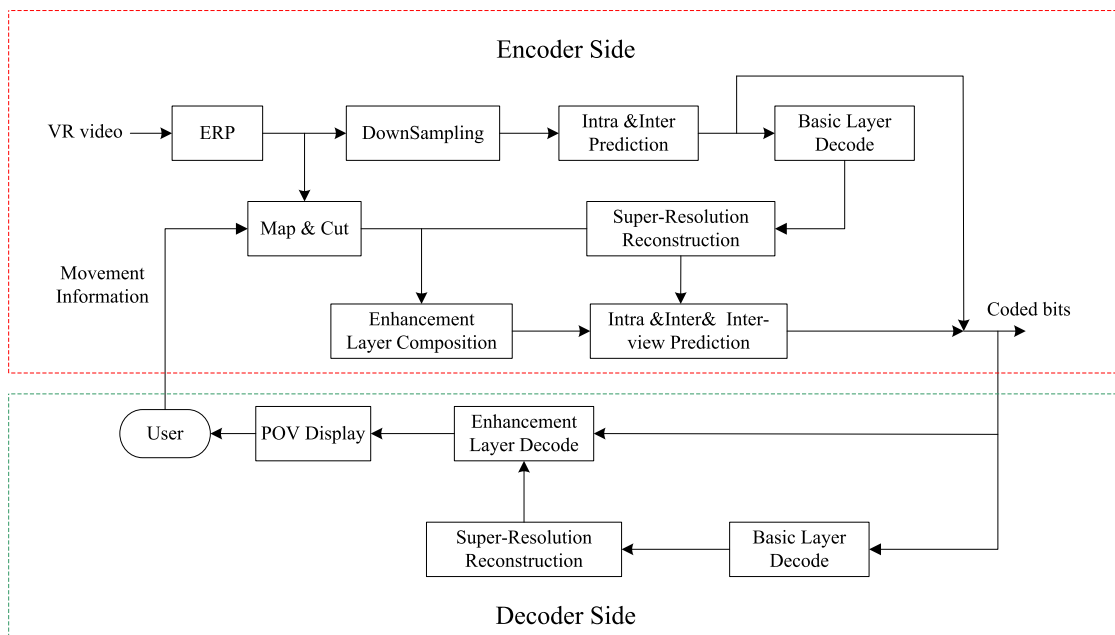 Encoder Side
VR video
ERP
DownSampling
Intra &Inter
Prediction
Basic Layer
Decode
Map & Cut
Super-Resolution
Reconstruction
Movement
Information
Enhancement
Layer Composition
Intra &Inter& Inter-
view Prediction
Coded bits
User
POV Display
Enhancement
Layer Decode
Super-Resolution
Reconstruction
Basic Layer
Decode
Decoder Side